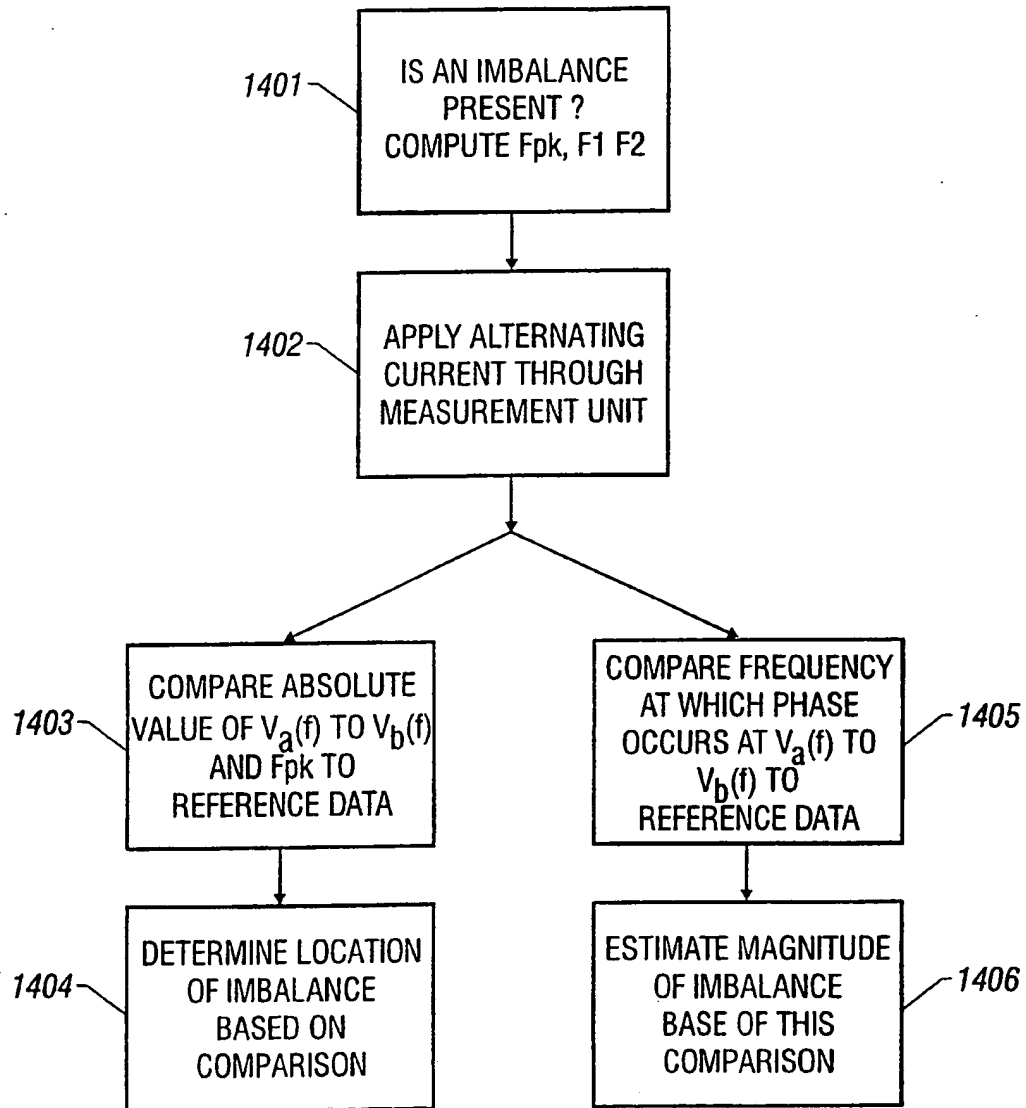 1401
IS AN IMBALANCE
PRESENT ?
COMPUTE Fpk, F1 F2
1402
APPLY ALTERNATING
CURRENT THROUGH
MEASUREMENT UNIT
1403
COMPARE ABSOLUTE
VALUE OF Va(f) TO Vb(f)
AND Fpk TO
REFERENCE DATA
COMPARE FREQUENCY
AT WHICH PHASE
OCCURS AT Va(f) TO
Vb(f) TO
REFERENCE DATA
1405
1404
DETERMINE LOCATION
OF IMBALANCE
BASED ON
COMPARISON
ESTIMATE MAGNITUDE
OF IMBALANCE
BASE OF THIS
COMPARISON
1406